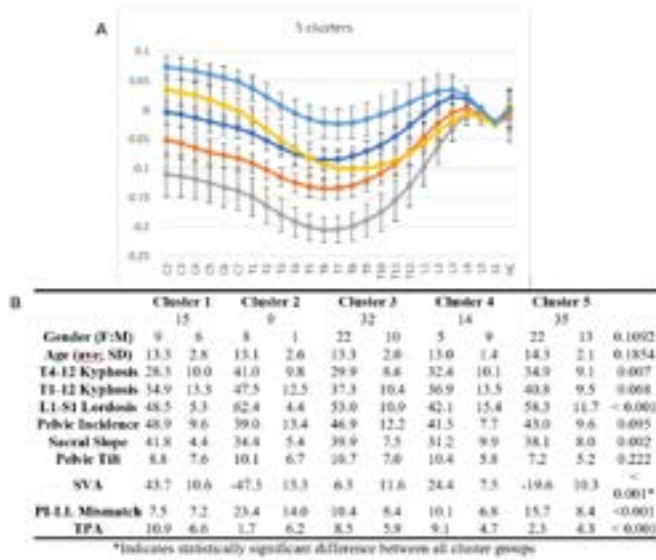 A
5 clusters
0.1
0.05
0
-0.05
-0.1
-0.15
-0.2
-0.25
B
Cluster 1 Cluster 2 Cluster 3 Cluster 4 Cluster 5
15 9 32 14 35
Gender (F:M) 9 6 8 1 22 10 5 9 22 13 0.1092
Age (ave, SD) 13.3 2.8 13.1 2.6 13.3 2.0 13.0 1.4 14.3 2.1 0.1854
T4-12 Kyphosis 28.3 10.0 41.0 9.8 29.9 8.6 32.4 10.1 34.9 9.1 0.007
T1-12 Kyphosis 34.9 13.3 47.5 12.5 37.3 10.4 36.9 13.5 40.8 9.5 0.068
L1-S1 Lordosis 48.5 5.3 62.4 4.4 53.0 10.9 42.1 15.4 58.3 11.7 < 0.001
Pelvic Incidence 48.9 9.6 39.0 13.4 46.9 12.2 41.5 7.7 43.0 9.6 0.095
Sacral Slope 41.8 4.4 34.4 5.4 39.9 7.5 31.2 9.9 38.1 8.0 0.002
Pelvic Tilt 8.8 7.6 10.1 6.7 10.7 7.0 10.4 5.8 7.2 5.2 0.222
SVA 43.7 10.6 -47.3 13.3 6.3 11.6 24.4 7.5 -19.6 10.3 < 0.001*
PI-LL Mismatch 7.5 7.2 23.4 14.0 10.4 8.4 10.1 6.8 15.7 8.4 <0.001
TPA 10.9 6.6 1.7 6.2 8.5 5.9 9.1 4.7 2.3 4.8 < 0.001
*Indicates statistically significant difference between all cluster groups